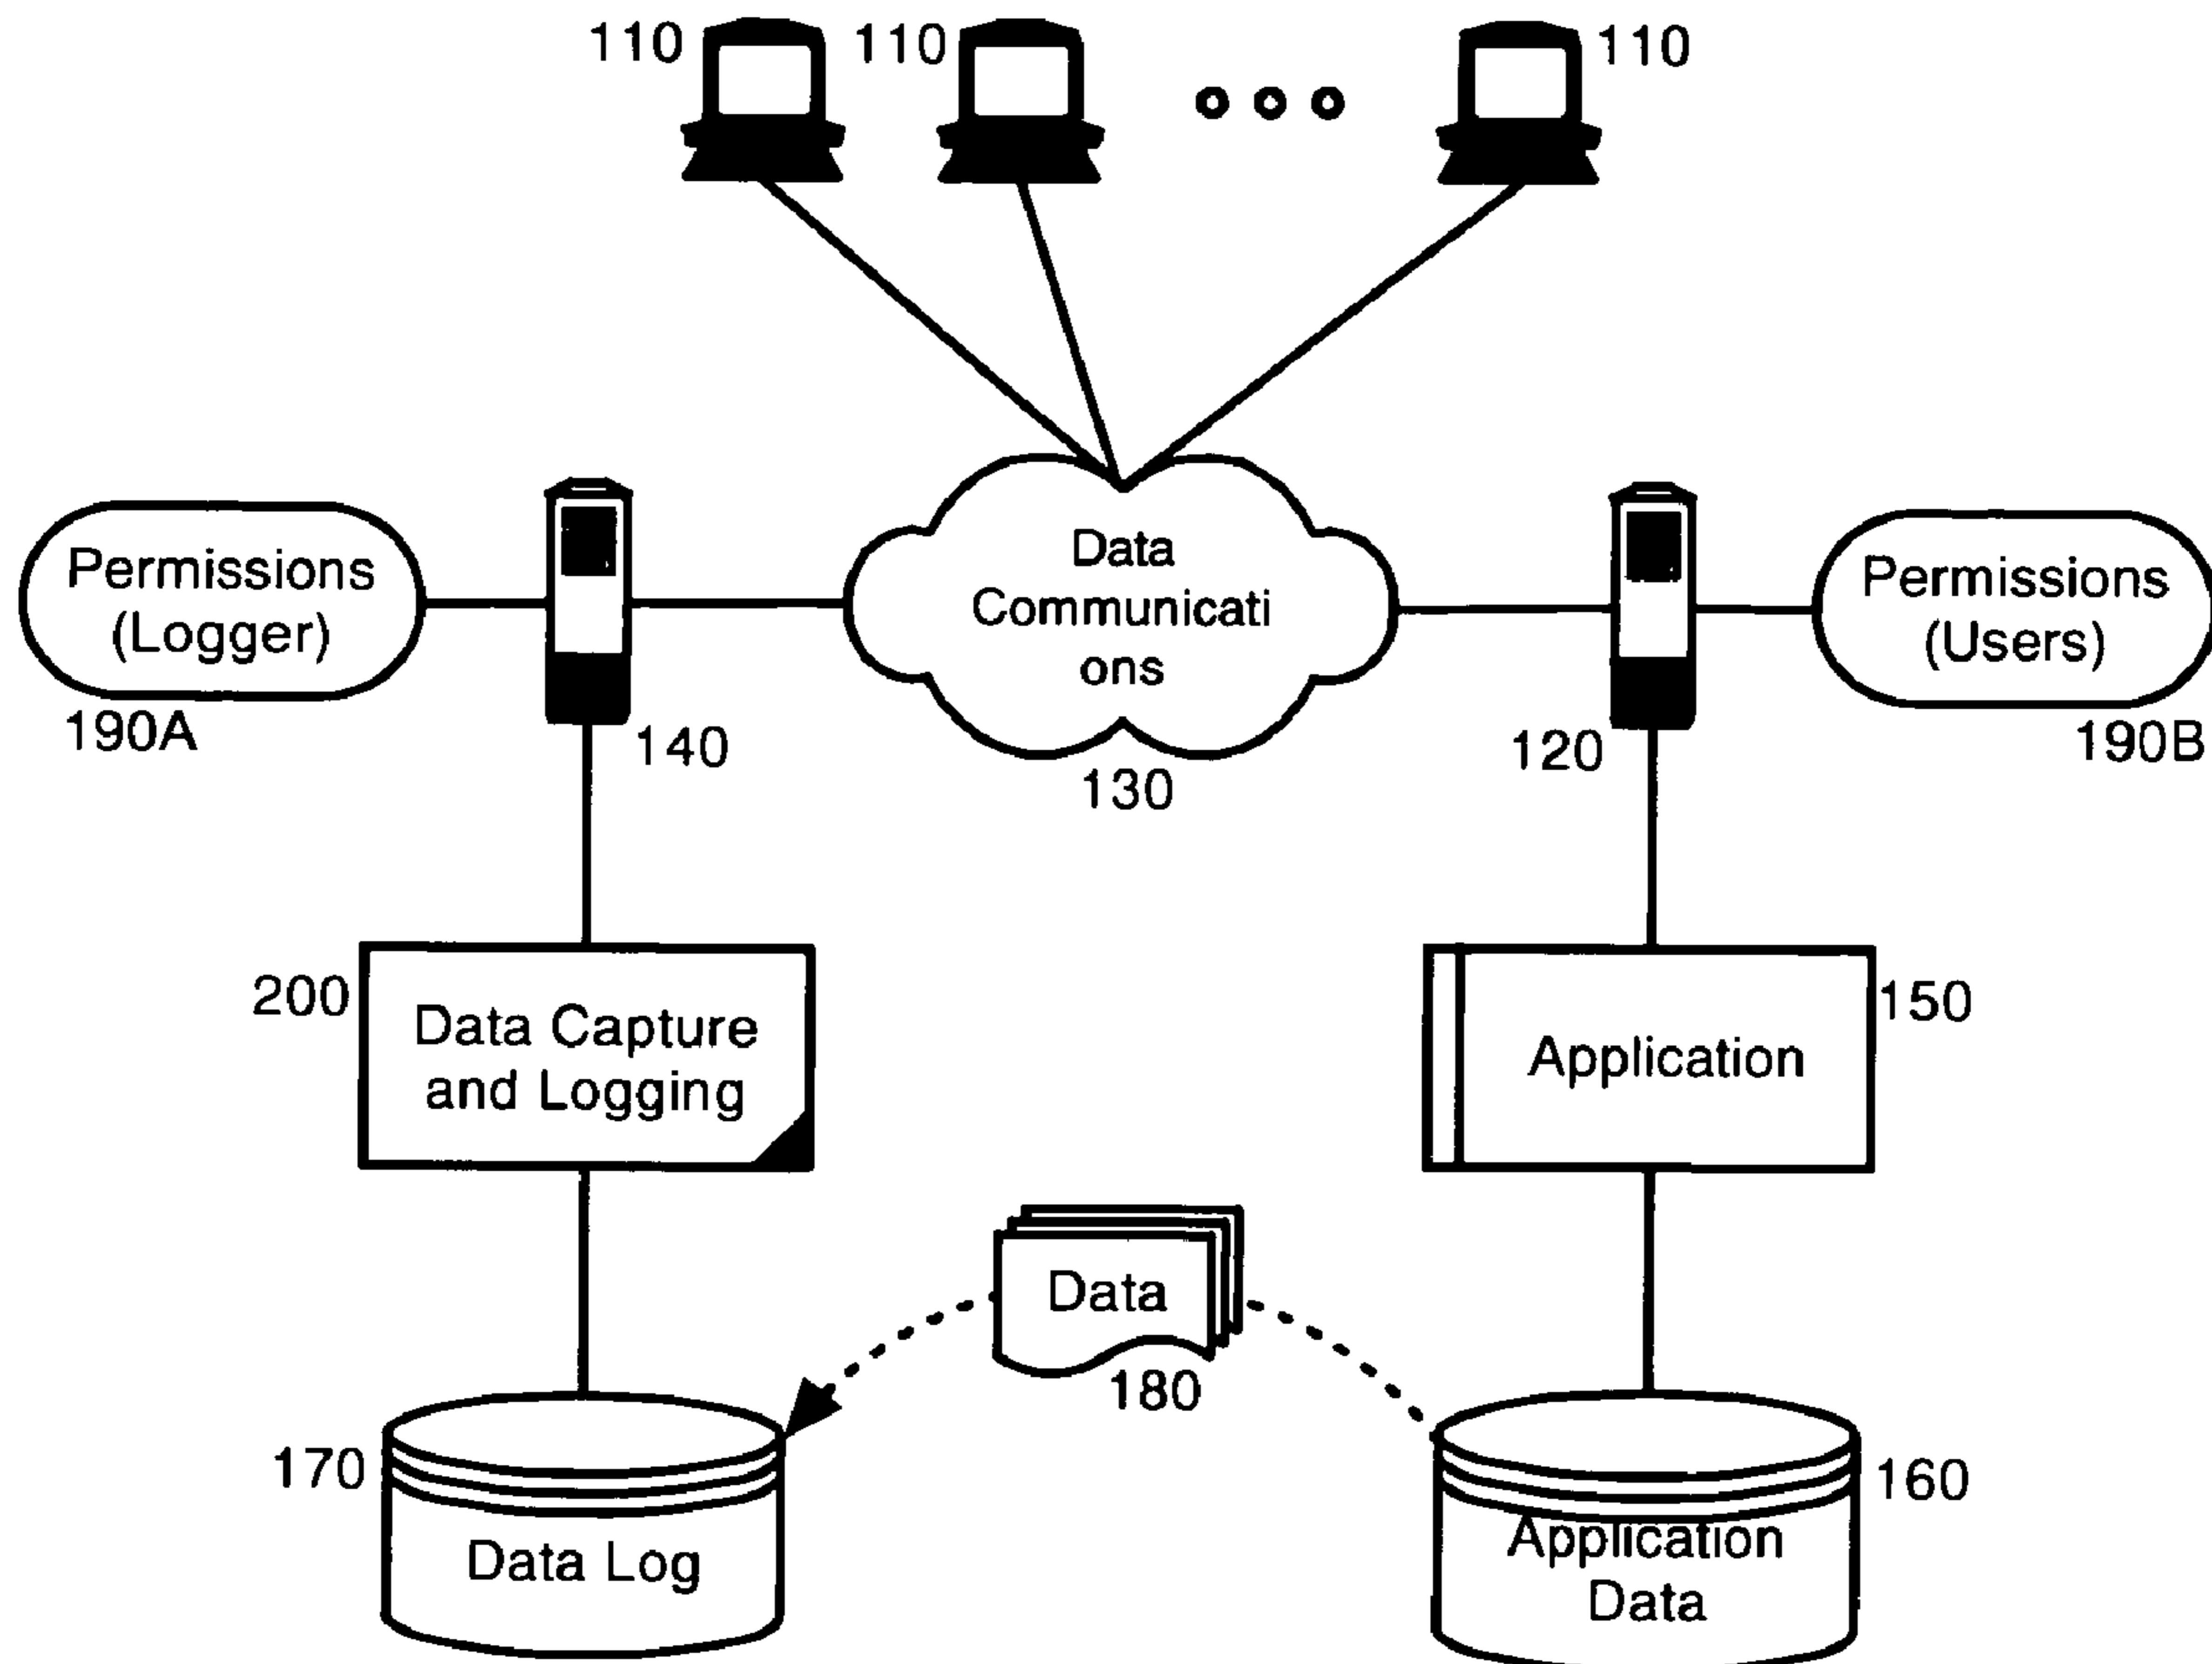 110
110
110
Permissions
(Logger)
190A
140
Data
Communicati
ons
130
120
Permissions
(Users)
190B
200
Data Capture
and Logging
150
Application
Data
180
170
Data Log
160
Application
Data